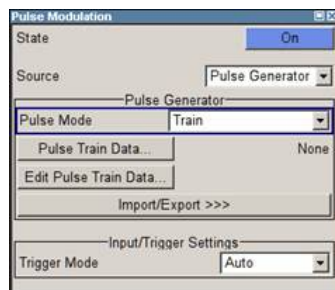 Pulse Modulation
State On
Source Pulse Generator
Pulse Generator
Pulse Mode Train
Pulse Train Data... None
Edit Pulse Train Data...
Import/Export >>>
Input/Trigger Settings
Trigger Mode Auto